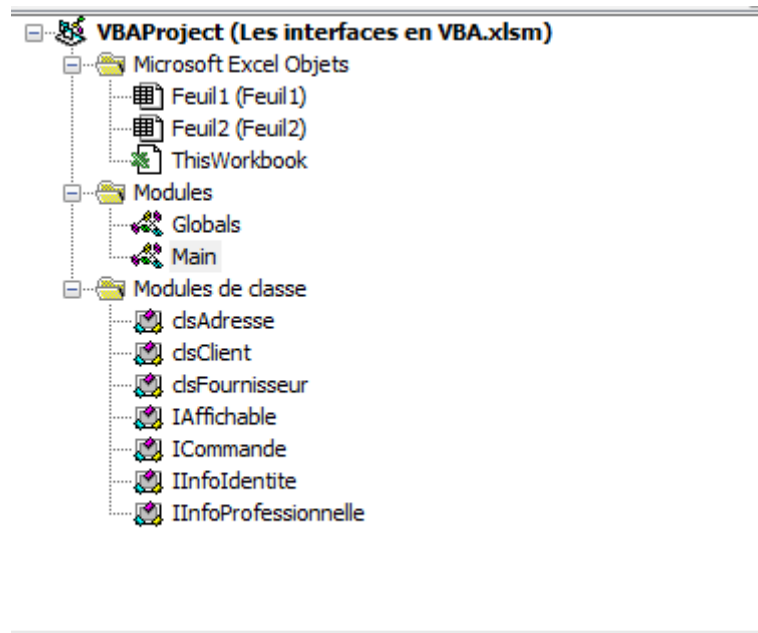 VBAProject (Les interfaces en VBA.xlsm)
Microsoft Excel Objets
Feuil1 (Feuil1)
Feuil2 (Feuil2)
ThisWorkbook
Modules
Globals
Main
Modules de classe
clsAdresse
clsClient
clsFournisseur
IAffichable
ICommande
IInfoIdentite
IInfoProfessionnelle